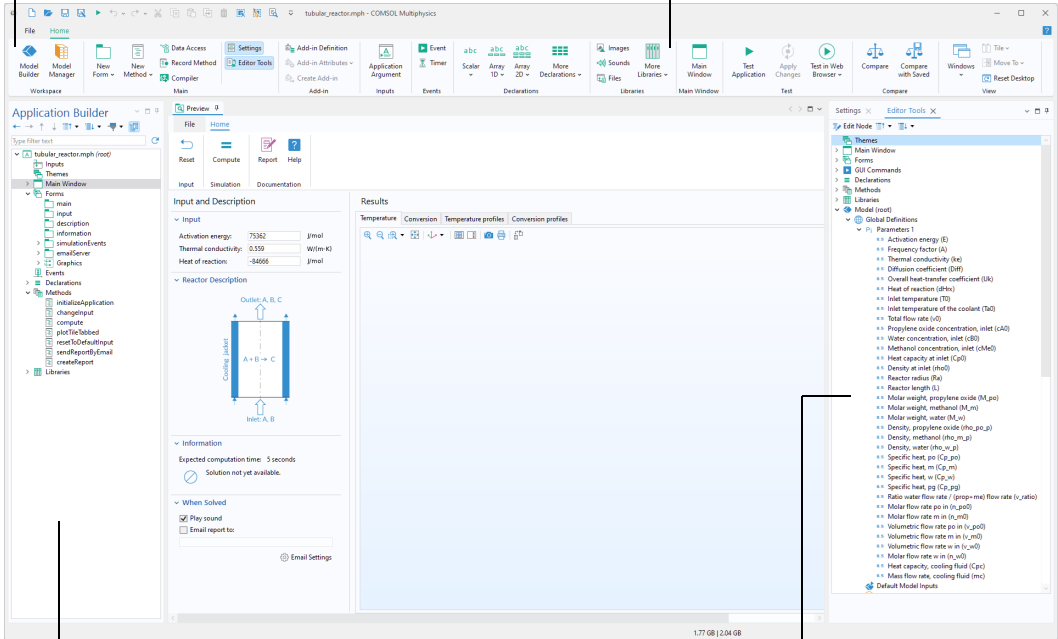 tubular_reactor.mph - COMSOL Multiphysics
File Home
Model Builder
Model Manager
Workspace
New Form
New Method
Data Access
Record Method
Compiler
Settings
Editor Tools
Main
Add-in Definition
Add-in Attributes
Create Add-in
Add-in
Application Argument
Inputs
Event
Timer
Events
abc
Scalar
abc
Array 1D
abc
Array 2D
More Declarations
Declarations
Images
Sounds
Files
More Libraries
Libraries
Main Window
Main Window
Test Application
Apply Changes
Test in Web Browser
Test
Compare
Compare with Saved
Compare
Windows
Tile
Move To
Reset Desktop
View
Application Builder
Type filter text
tubular_reactor.mph (root)
Inputs
Themes
Main Window
Forms
main
input
description
information
simulationEvents
emailServer
Graphics
Events
Declarations
Methods
initializeApplication
changeInput
compute
plotTileTabbed
resetToDefaultInput
sendReportByEmail
createReport
Libraries
Preview
File Home
Reset
Input
Compute
Simulation
Report Help
Documentation
Input and Description
Input
Activation energy: 75362 J/mol
Thermal conductivity: 0.559 W/(m·K)
Heat of reaction: -84666 J/mol
Reactor Description
Outlet: A, B, C
Cooling jacket
A + B → C
Inlet: A, B
Information
Expected computation time: 5 seconds
Solution not yet available.
When Solved
Play sound
Email report to:
Email Settings
Results
Temperature Conversion Temperature profiles Conversion profiles
Settings Editor Tools
Edit Node
Themes
Main Window
Forms
GUI Commands
Declarations
Methods
Libraries
Model (root)
Global Definitions
Pi Parameters 1
Activation energy (E)
Frequency factor (A)
Thermal conductivity (ke)
Diffusion coefficient (Diff)
Overall heat-transfer coefficient (Uk)
Heat of reaction (dHrx)
Inlet temperature (T0)
Inlet temperature of the coolant (Ta0)
Total flow rate (v0)
Propylene oxide concentration, inlet (cA0)
Water concentration, inlet (cB0)
Methanol concentration, inlet (cMe0)
Heat capacity at inlet (Cp0)
Density at inlet (rho0)
Reactor radius (Ra)
Reactor length (L)
Molar weight, propylene oxide (M_po)
Molar weight, methanol (M_m)
Molar weight, water (M_w)
Density, propylene oxide (rho_po_p)
Density, methanol (rho_m_p)
Density, water (rho_w_p)
Specific heat, po (Cp_po)
Specific heat, m (Cp_m)
Specific heat, w (Cp_w)
Specific heat, pg (Cp_pg)
Ratio water flow rate / (prop+me) flow rate (v_ratio)
Molar flow rate po in (n_po0)
Molar flow rate m in (n_m0)
Volumetric flow rate po in (v_po0)
Volumetric flow rate m in (v_m0)
Volumetric flow rate w in (v_w0)
Molar flow rate w in (n_w0)
Heat capacity, cooling fluid (Cpc)
Mass flow rate, cooling fluid (mc)
Default Model Inputs
1.77 GB | 2.04 GB